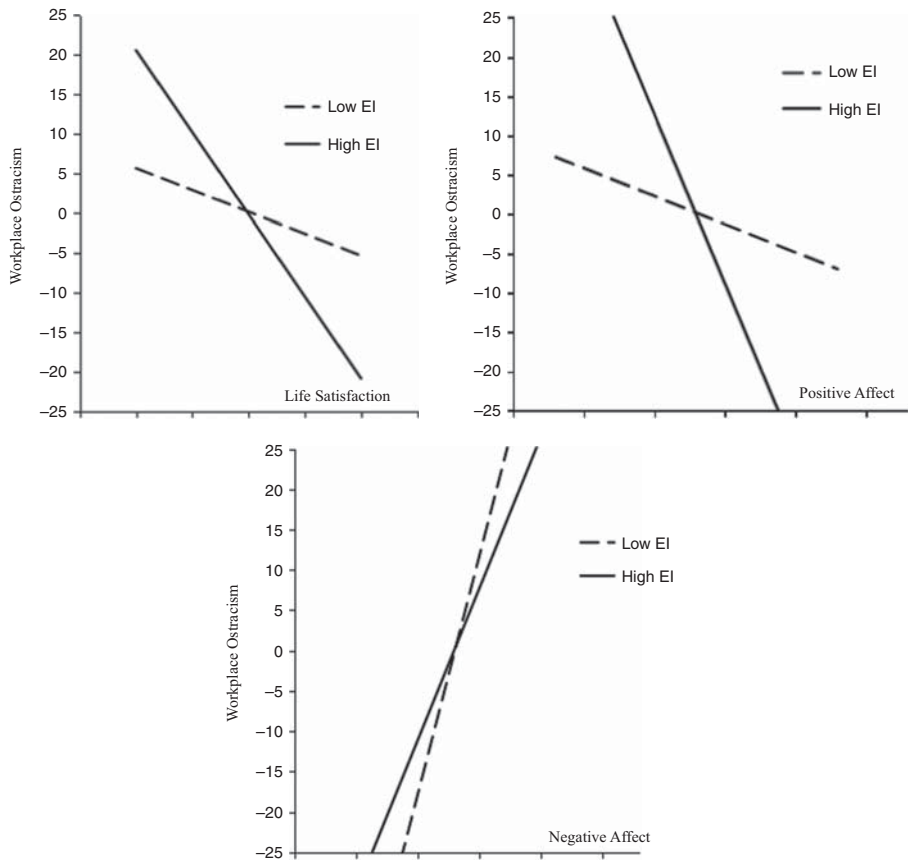 25
20
15
10
5
0
–5
–10
–15
–20
–25
Workplace Ostracism
Low EI
High EI
Life Satisfaction
25
20
15
10
5
0
–5
–10
–15
–20
–25
Workplace Ostracism
Low EI
High EI
Positive Affect
25
20
15
10
5
0
–5
–10
–15
–20
–25
Workplace Ostracism
Low EI
High EI
Negative Affect